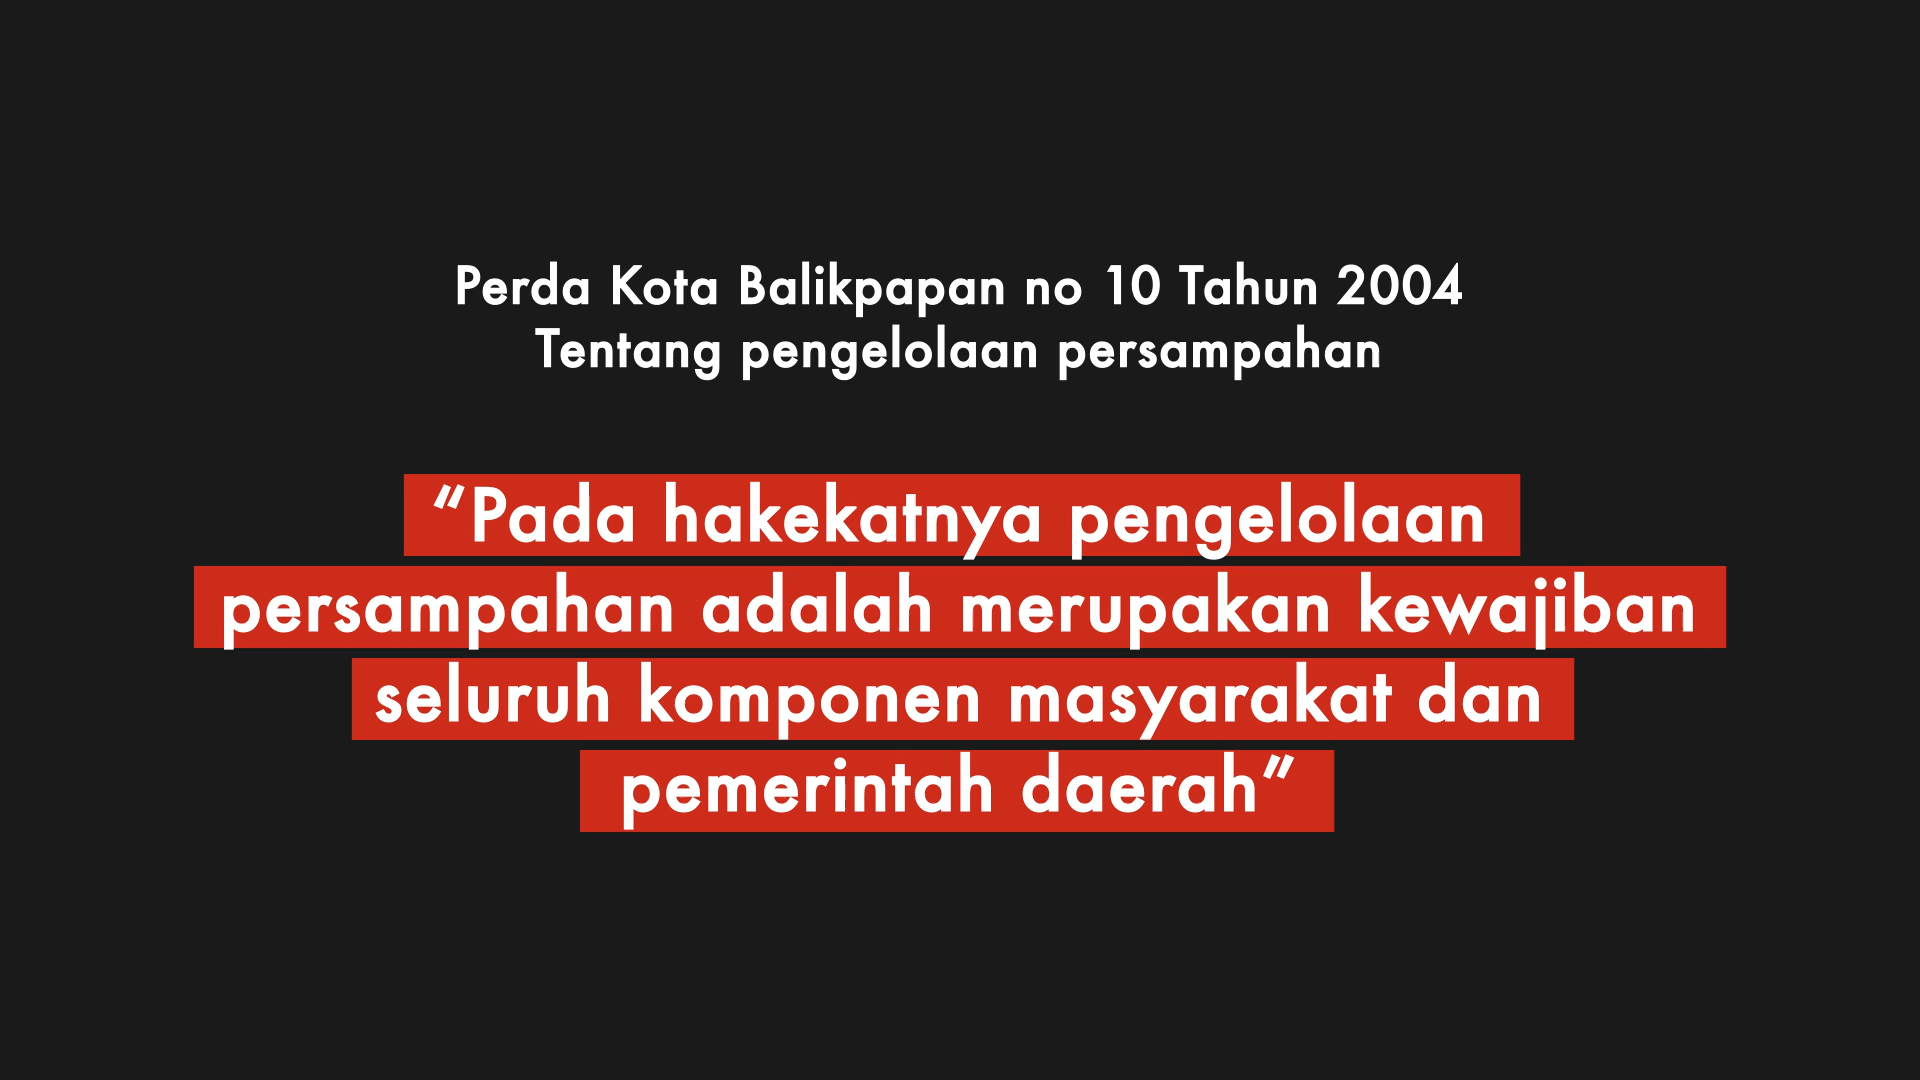 Perda Kota Balikpapan no 10 Tahun 2004
Tentang pengelolaan persampahan
“Pada hakekatnya pengelolaan
persampahan adalah merupakan kewajiban
seluruh komponen masyarakat dan
pemerintah daerah”